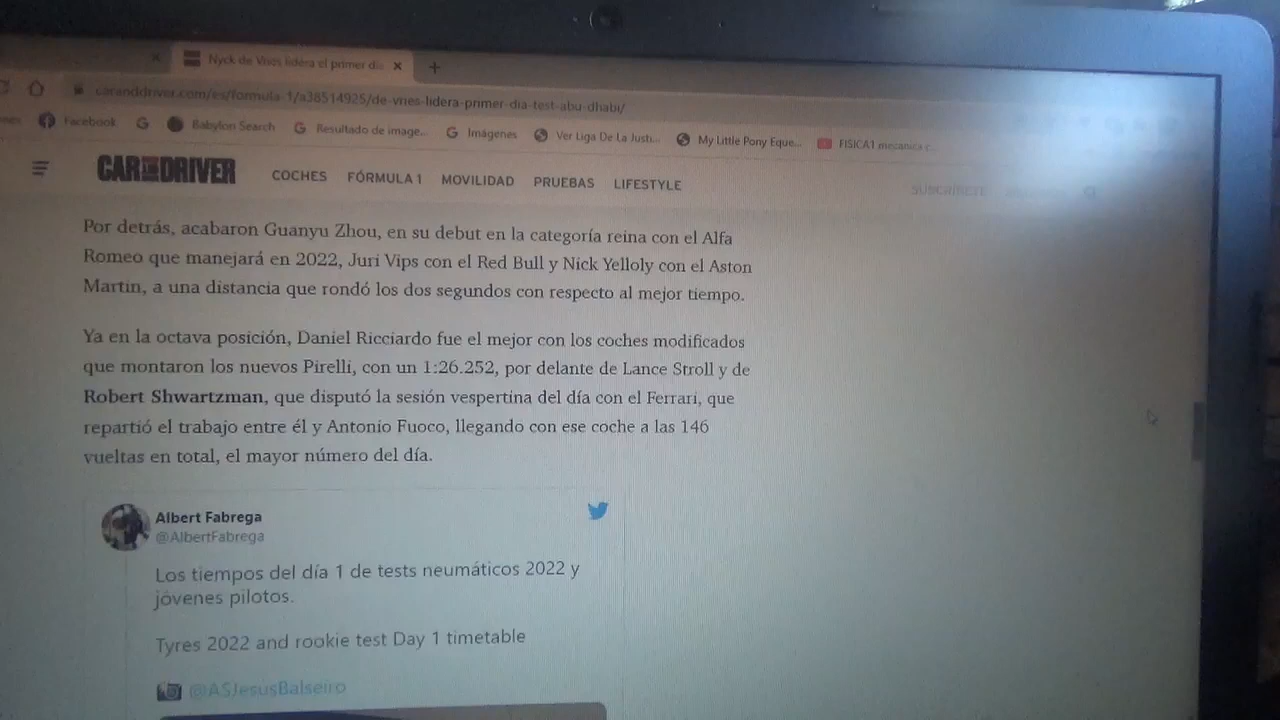 Nyck de Vries lidera el primer día
caranddriver.com/es/formula-1/a38514925/de-vries-lidera-primer-dia-test-abu-dhabi/
Facebook
Babylon Search
Resultado de image...
Imágenes
Ver Liga De La Justi...
My Little Pony Eque...
FISICA1 mecanica c...
CAR AND DRIVER
COCHES FÓRMULA 1 MOVILIDAD PRUEBAS LIFESTYLE
SUSCRÍBETE
Por detrás, acabaron Guanyu Zhou, en su debut en la categoría reina con el Alfa
Romeo que manejará en 2022, Juri Vips con el Red Bull y Nick Yelloly con el Aston
Martin, a una distancia que rondó los dos segundos con respecto al mejor tiempo.
Ya en la octava posición, Daniel Ricciardo fue el mejor con los coches modificados
que montaron los nuevos Pirelli, con un 1:26.252, por delante de Lance Stroll y de
Robert Shwartzman, que disputó la sesión vespertina del día con el Ferrari, que
repartió el trabajo entre él y Antonio Fuoco, llegando con ese coche a las 146
vueltas en total, el mayor número del día.
Albert Fabrega
@AlbertFabrega
Los tiempos del día 1 de tests neumáticos 2022 y
jóvenes pilotos.
Tyres 2022 and rookie test Day 1 timetable
@ASJesusBalseiro